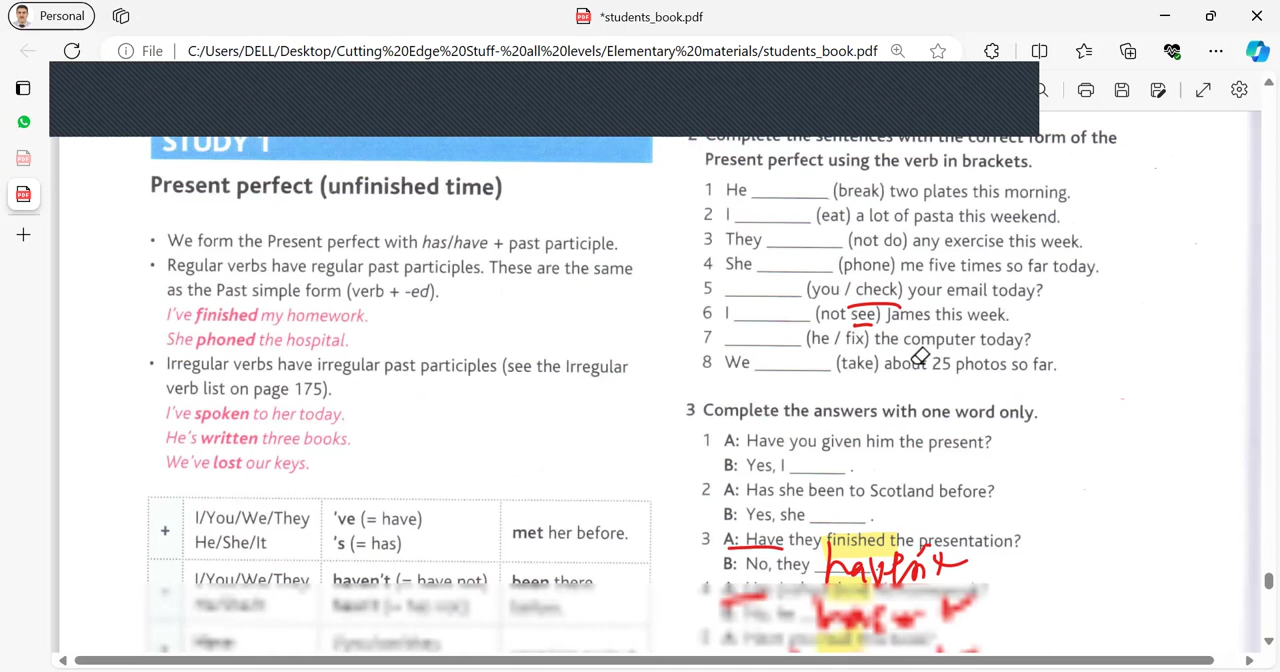 Personal
*students_book.pdf
File
C:/Users/DELL/Desktop/Cutting%20Edge%20Stuff-%20all%20levels/Elementary%20materials/students_book.pdf
STUDY 1
Present perfect (unfinished time)
• We form the Present perfect with has/have + past participle.
• Regular verbs have regular past participles. These are the same
as the Past simple form (verb + -ed).
I've finished my homework.
She phoned the hospital.
• Irregular verbs have irregular past participles (see the Irregular
verb list on page 175).
I've spoken to her today.
He's written three books.
We've lost our keys.
+
I/You/We/They
He/She/It
've (= have)
's (= has)
met her before.
I/You/We/They
haven't (= have not)
been there
2 Complete the sentences with the correct form of the
Present perfect using the verb in brackets.
1 He ________ (break) two plates this morning.
2 I ________ (eat) a lot of pasta this weekend.
3 They ________ (not do) any exercise this week.
4 She ________ (phone) me five times so far today.
5 ________ (you / check) your email today?
6 I ________ (not see) James this week.
7 ________ (he / fix) the computer today?
8 We ________ (take) about 25 photos so far.
3 Complete the answers with one word only.
1 A: Have you given him the present?
B: Yes, I ______ .
2 A: Has she been to Scotland before?
B: Yes, she ______ .
3 A: Have they finished the presentation?
B: No, they haven't